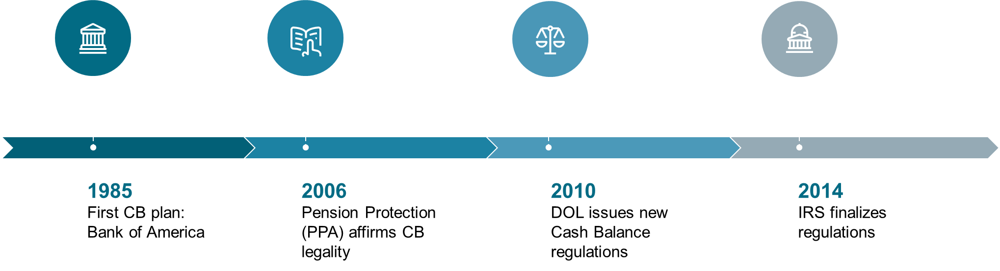 1985
First CB plan:
Bank of America
2006
Pension Protection
(PPA) affirms CB
legality
2010
DOL issues new
Cash Balance
regulations
2014
IRS finalizes
regulations